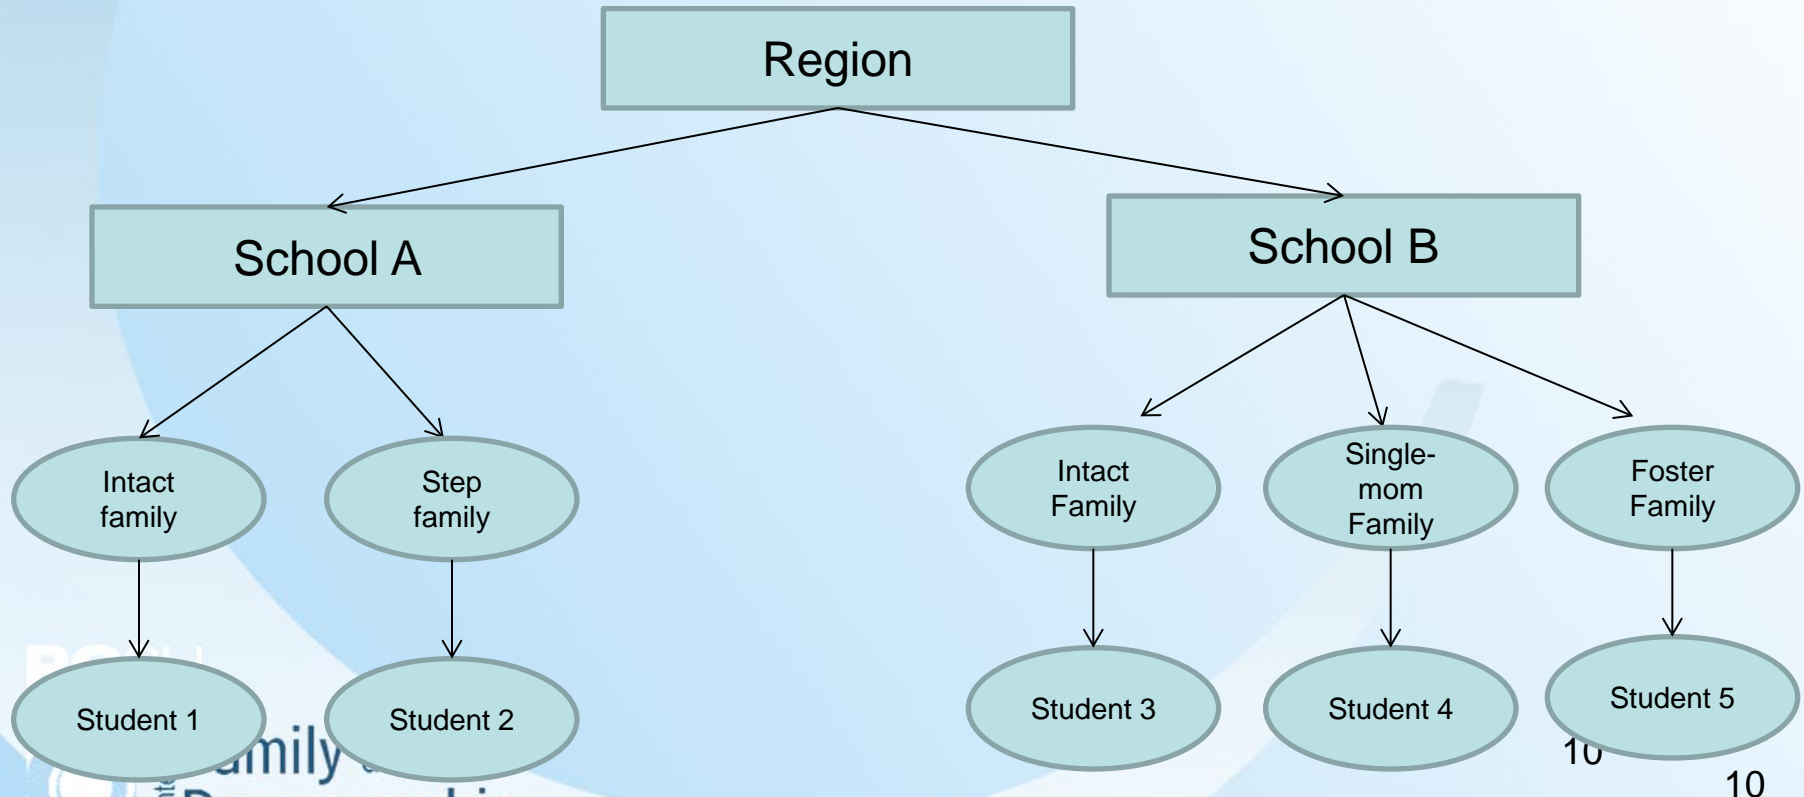 Region
School A
School B
Intact
family
Step
family
Intact
Family
Single-
mom
Family
Foster
Family
Student 1
Student 2
Student 3
Student 4
Student 5
10
10